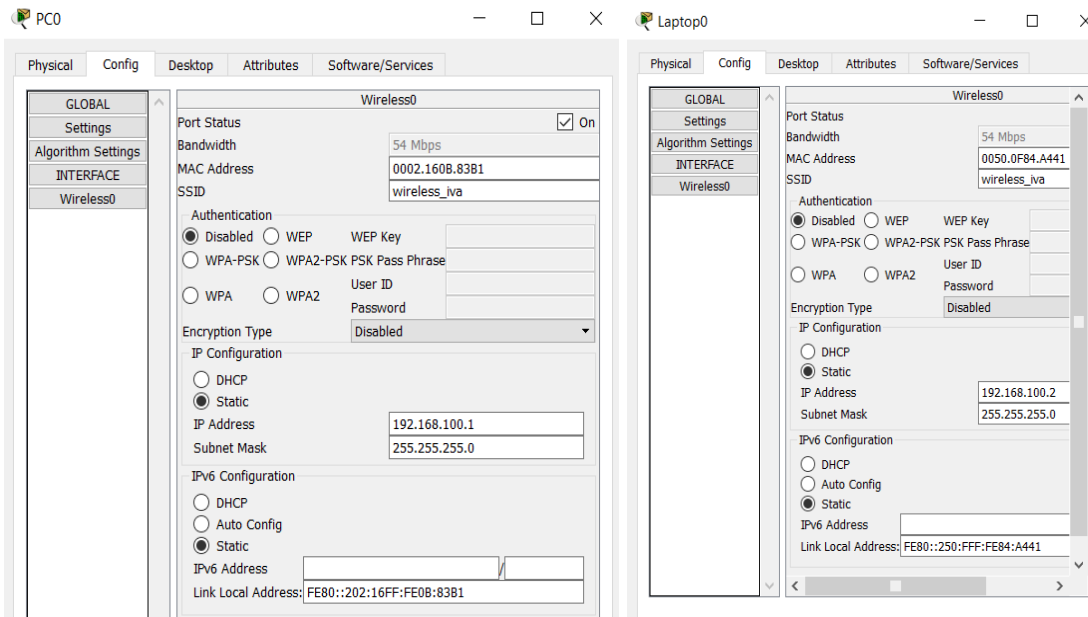 PC0
Physical Config Desktop Attributes Software/Services
GLOBAL
Settings
Algorithm Settings
INTERFACE
Wireless0
Wireless0
Port Status On
Bandwidth 54 Mbps
MAC Address 0002.160B.83B1
SSID wireless_iva
Authentication
Disabled WEP WEP Key
WPA-PSK WPA2-PSK PSK Pass Phrase
User ID
WPA WPA2
Password
Encryption Type Disabled
IP Configuration
DHCP
Static
IP Address 192.168.100.1
Subnet Mask 255.255.255.0
IPv6 Configuration
DHCP
Auto Config
Static
IPv6 Address /
Link Local Address: FE80::202:16FF:FE0B:83B1
Laptop0
Physical Config Desktop Attributes Software/Services
GLOBAL
Settings
Algorithm Settings
INTERFACE
Wireless0
Wireless0
Port Status
Bandwidth 54 Mbps
MAC Address 0050.0F84.A441
SSID wireless_iva
Authentication
Disabled WEP WEP Key
WPA-PSK WPA2-PSK PSK Pass Phrase
User ID
WPA WPA2
Password
Encryption Type Disabled
IP Configuration
DHCP
Static
IP Address 192.168.100.2
Subnet Mask 255.255.255.0
IPv6 Configuration
DHCP
Auto Config
Static
IPv6 Address
Link Local Address: FE80::250:FFF:FE84:A441